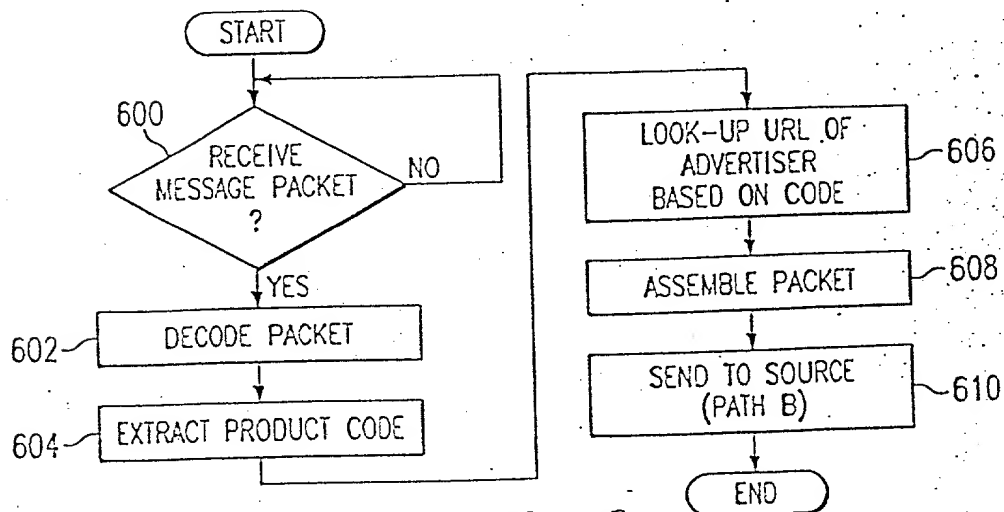 START
600
RECEIVE
MESSAGE PACKET
?
NO
YES
602
DECODE PACKET
604
EXTRACT PRODUCT CODE
LOOK-UP URL OF
ADVERTISER
BASED ON CODE
606
ASSEMBLE PACKET
608
SEND TO SOURCE
(PATH B)
610
END